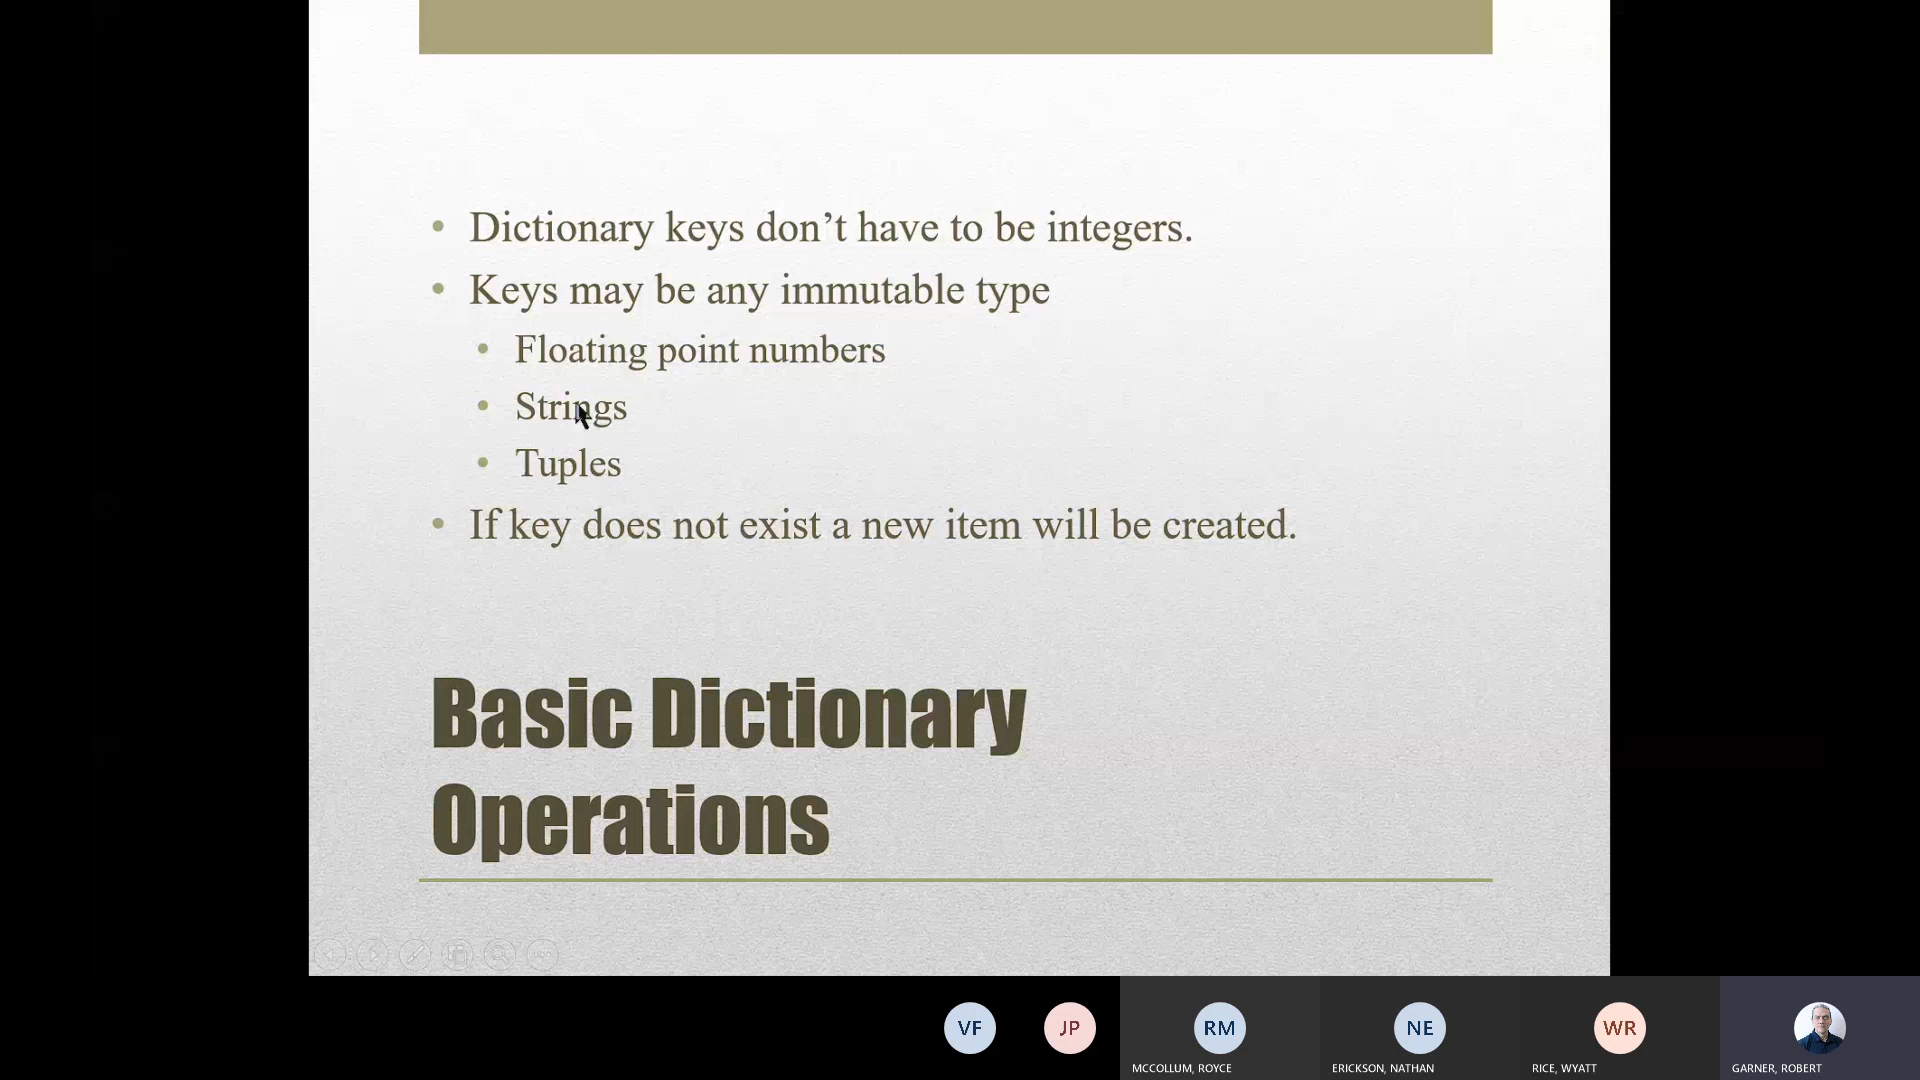 Dictionary keys don’t have to be integers.
Keys may be any immutable type
Floating point numbers
Strings
Tuples
If key does not exist a new item will be created.
Basic Dictionary
Operations
VF
JP
RM
NE
WR
MCCOLLUM, ROYCE
ERICKSON, NATHAN
RICE, WYATT
GARNER, ROBERT